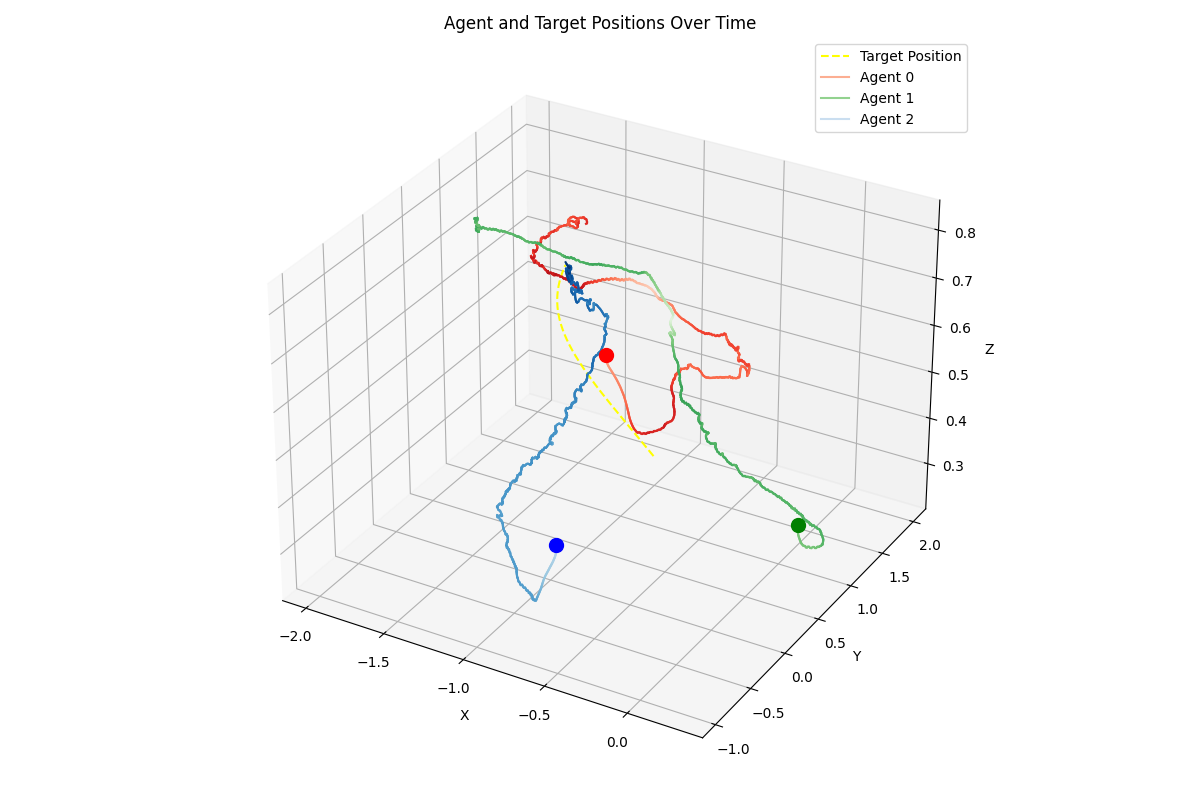 Agent and Target Positions Over Time
Target Position
Agent 0
Agent 1
Agent 2
0.8
0.7
0.6
0.5
0.4
0.3
Z
2.0
1.5
1.0
0.5
0.0
−0.5
−1.0
Y
−2.0
−1.5
−1.0
−0.5
0.0
X